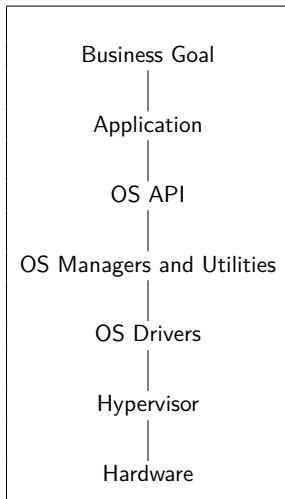 Business Goal
Application
OS API
OS Managers and Utilities
OS Drivers
Hypervisor
Hardware